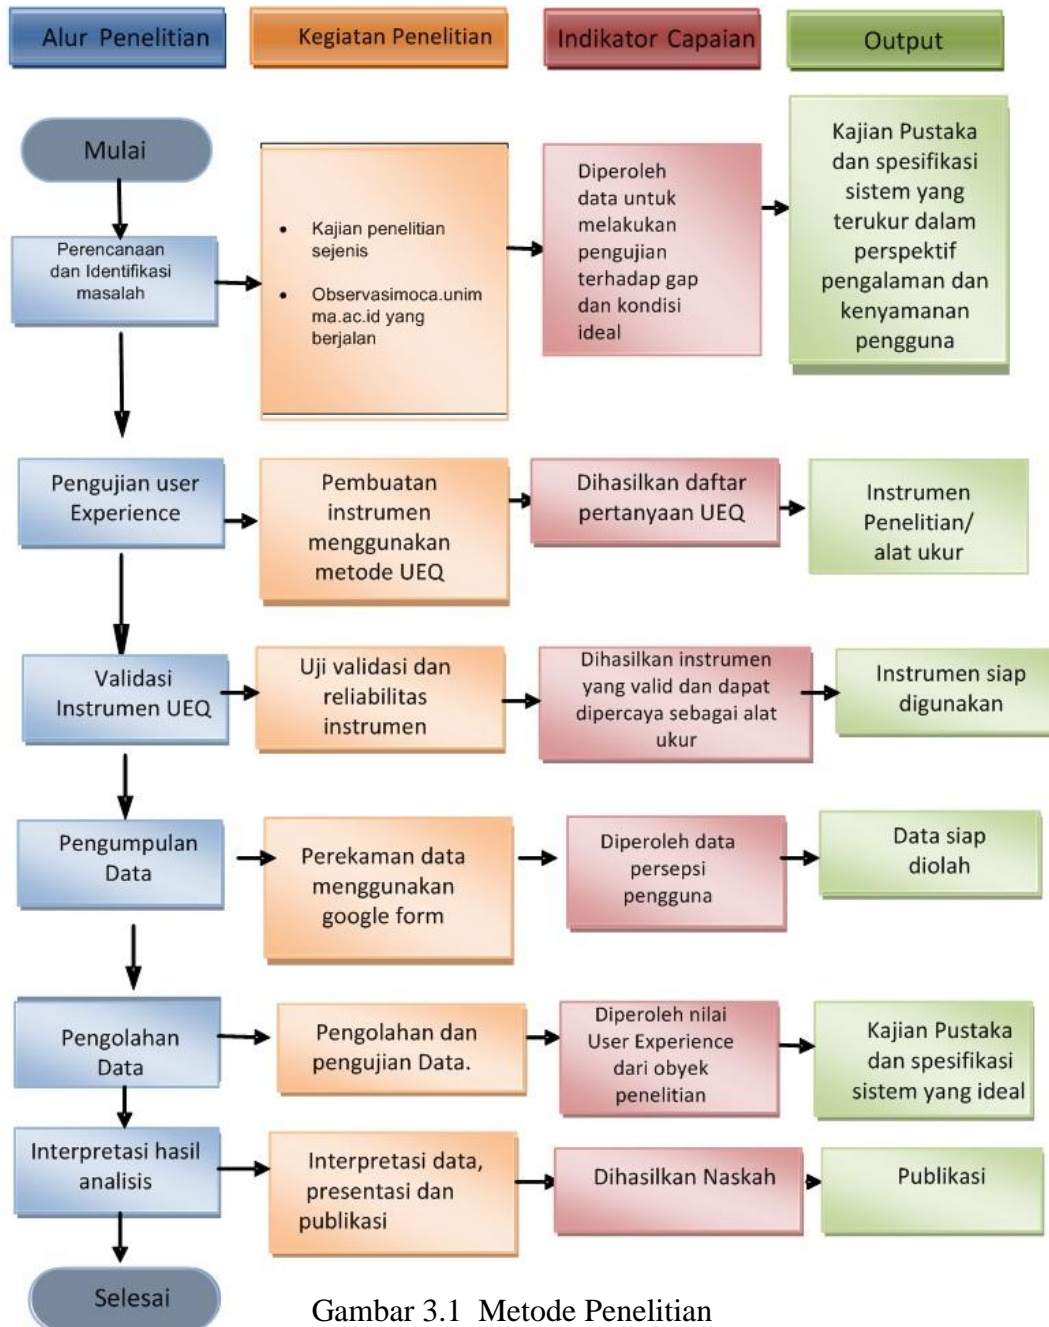 Alur Penelitian
Kegiatan Penelitian
Indikator Capaian
Output
Mulai
Perencanaan
dan Identifikasi
masalah
• Kajian penelitian
sejenis
• Observasimoca.unim
ma.ac.id yang
berjalan
Diperoleh
data untuk
melakukan
pengujian
terhadap gap
dan kondisi
ideal
Kajian Pustaka
dan spesifikasi
sistem yang
terukur dalam
perspektif
pengalaman dan
kenyamanan
pengguna
Pengujian user
Experience
Pembuatan
instrumen
menggunakan
metode UEQ
Dihasilkan daftar
pertanyaan UEQ
Instrumen
Penelitian/
alat ukur
Validasi
Instrumen UEQ
Uji validasi dan
reliabilitas
instrumen
Dihasilkan instrumen
yang valid dan dapat
dipercaya sebagai alat
ukur
Instrumen siap
digunakan
Pengumpulan
Data
Perekaman data
menggunakan
google form
Diperoleh data
persepsi
pengguna
Data siap
diolah
Pengolahan
Data
Pengolahan dan
pengujian Data.
Diperoleh nilai
User Experience
dari obyek
penelitian
Kajian Pustaka
dan spesifikasi
sistem yang ideal
Interpretasi hasil
analisis
Interpretasi data,
presentasi dan
publikasi
Dihasilkan Naskah
Publikasi
Selesai
Gambar 3.1 Metode Penelitian